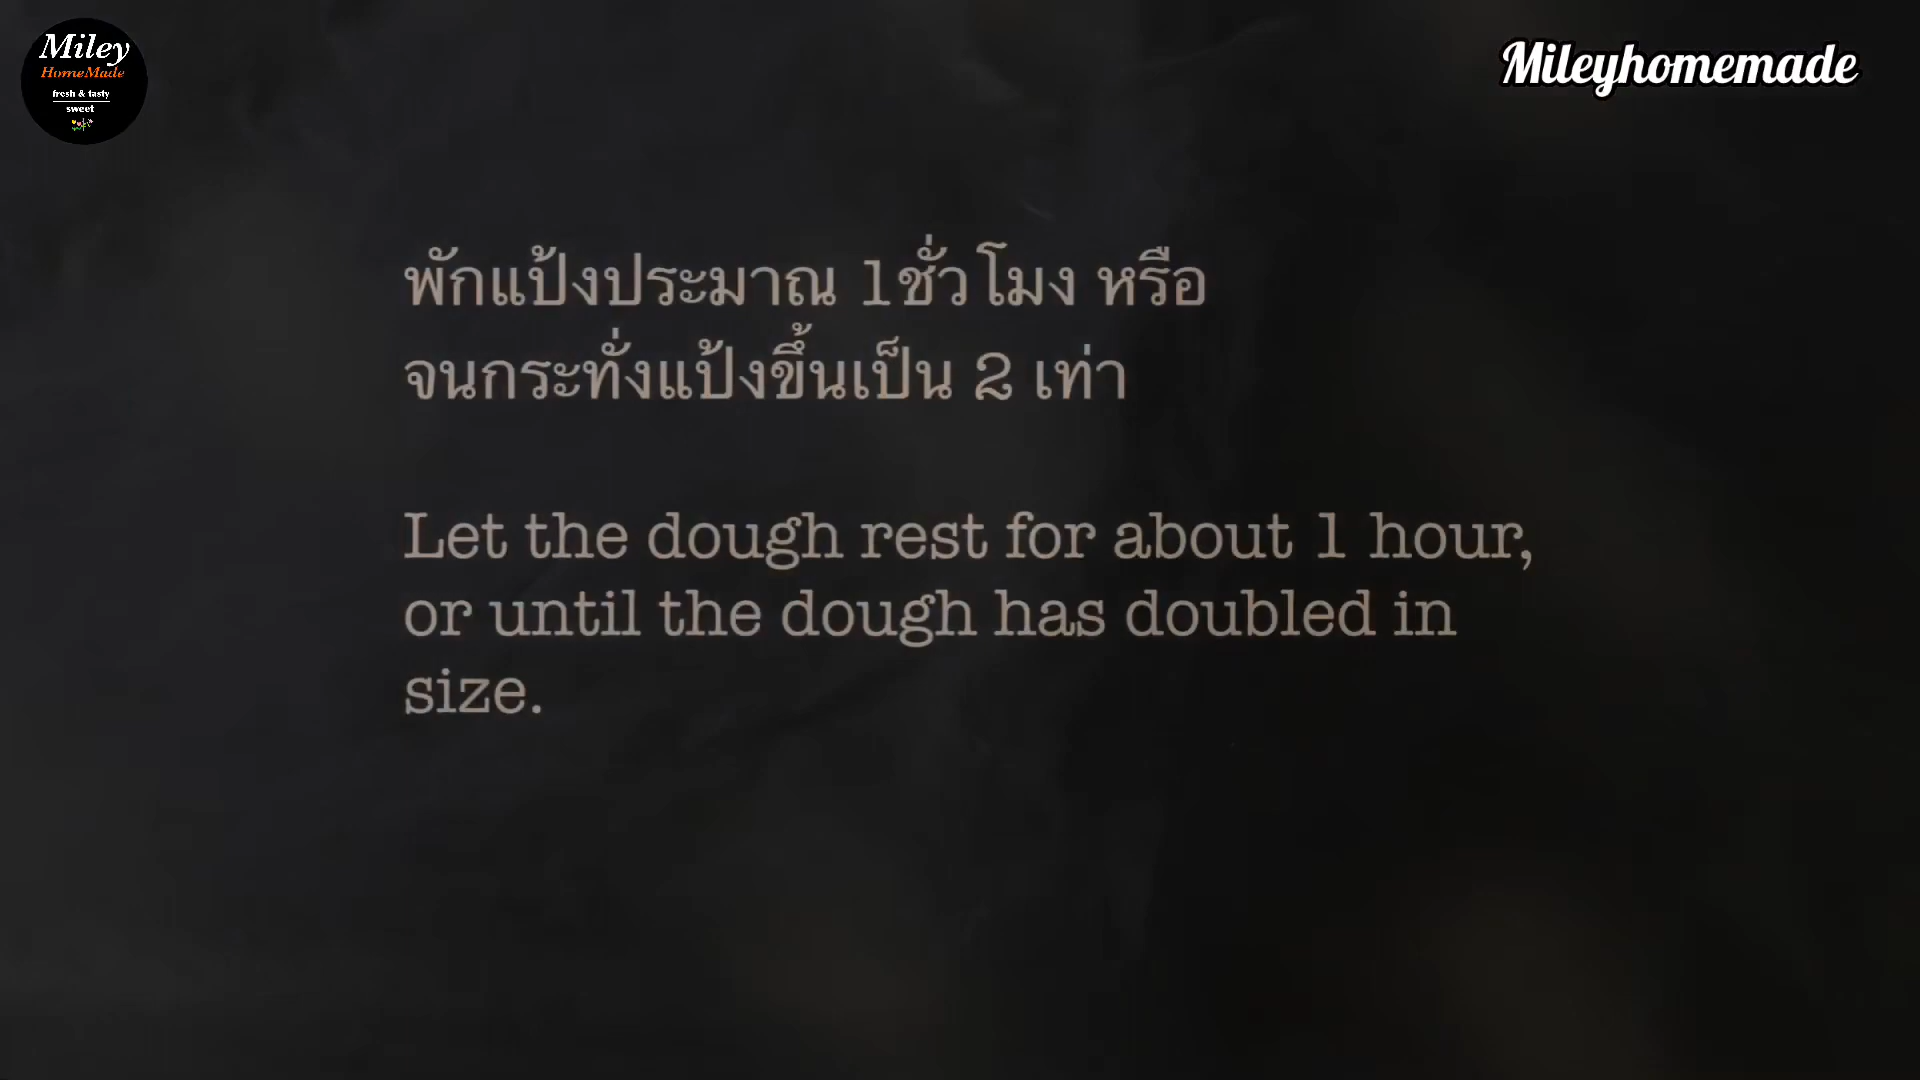 Miley
HomeMade
fresh & tasty
sweet
Mileyhomemade
พักแป้งประมาณ 1ชั่วโมง หรือ
จนกระทั่งแป้งขึ้นเป็น 2 เท่า
Let the dough rest for about 1 hour,
or until the dough has doubled in
size.